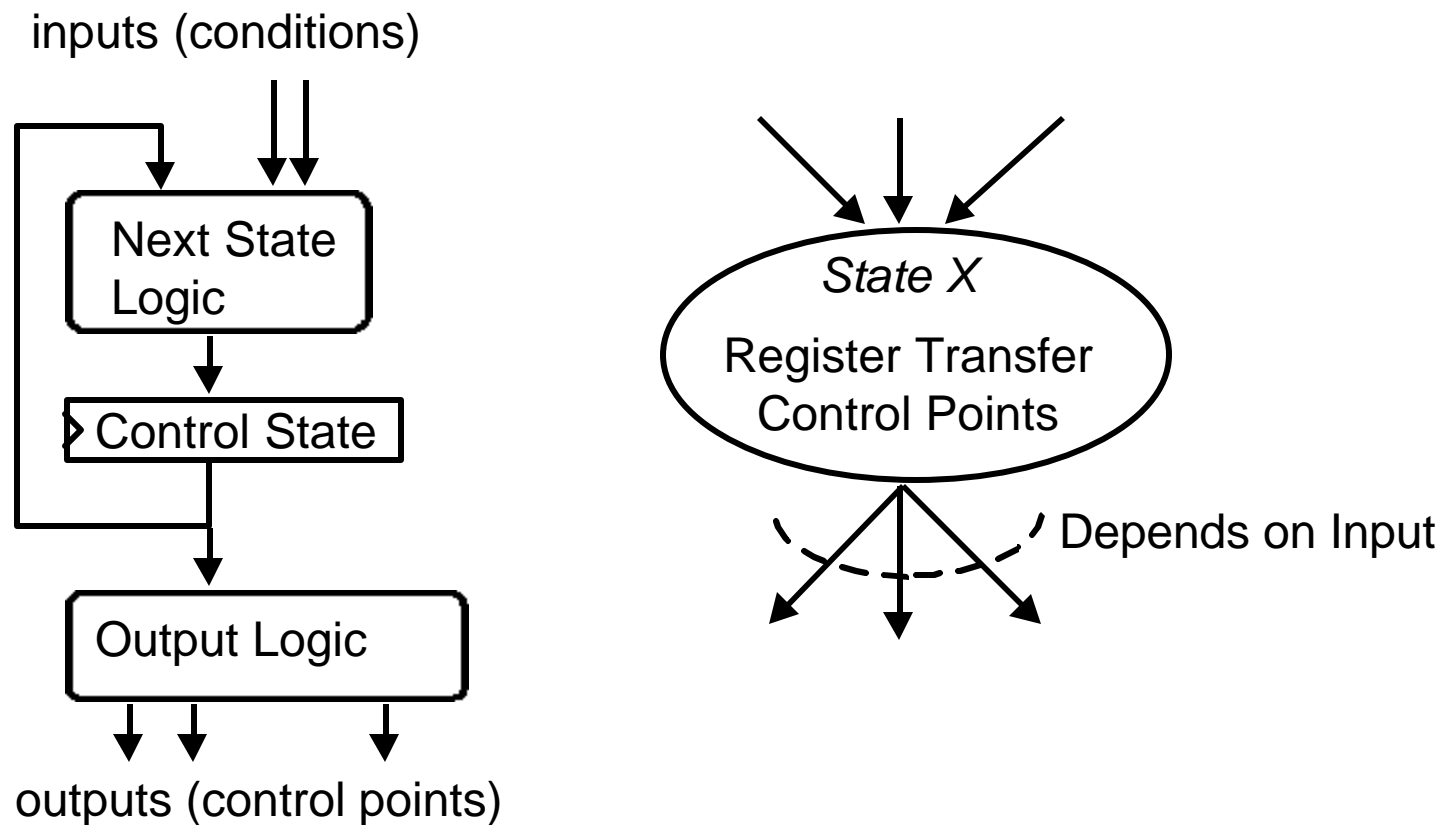 inputs (conditions)
Next State
Logic
Control State
Output Logic
outputs (control points)
State X
Register Transfer
Control Points
Depends on Input